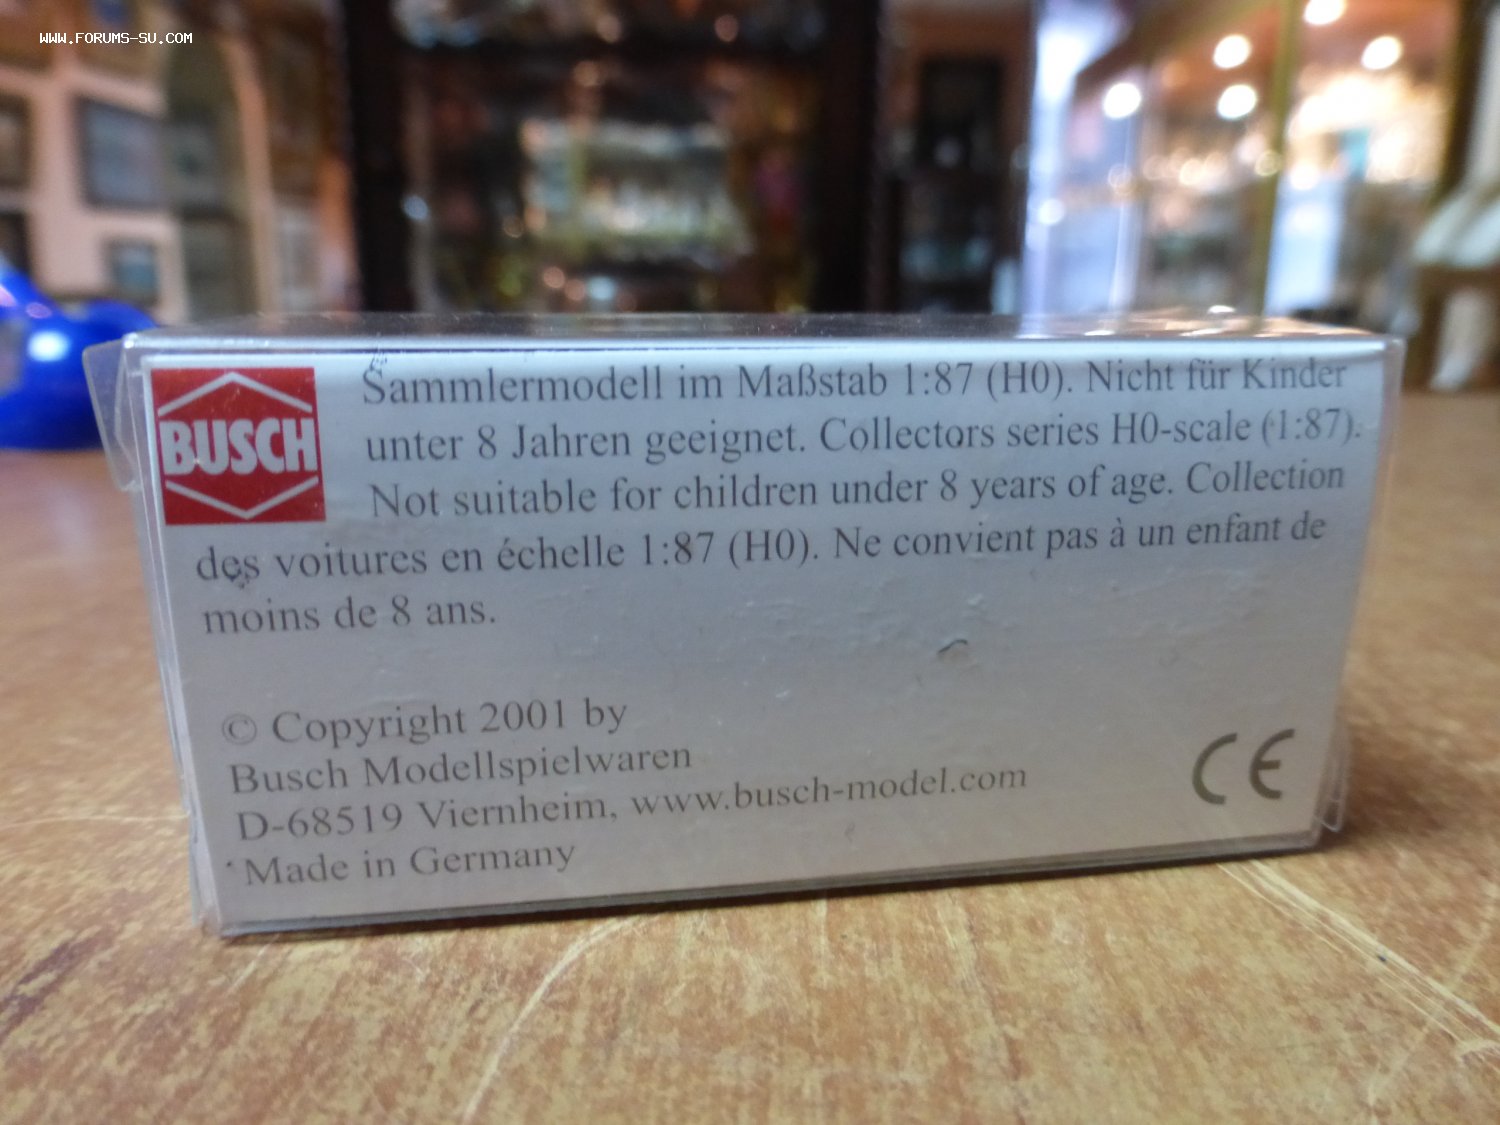 WWW.FORUMS-SU.COM
BUSCH
Sammlermodell im Maßstab 1:87 (H0). Nicht für Kinder
unter 8 Jahren geeignet. Collectors series H0-scale (1:87).
Not suitable for children under 8 years of age. Collection
des voitures en échelle 1:87 (H0). Ne convient pas à un enfant de
moins de 8 ans.
© Copyright 2001 by
Busch Modellspielwaren
D-68519 Viernheim, www.busch-model.com
Made in Germany
CE